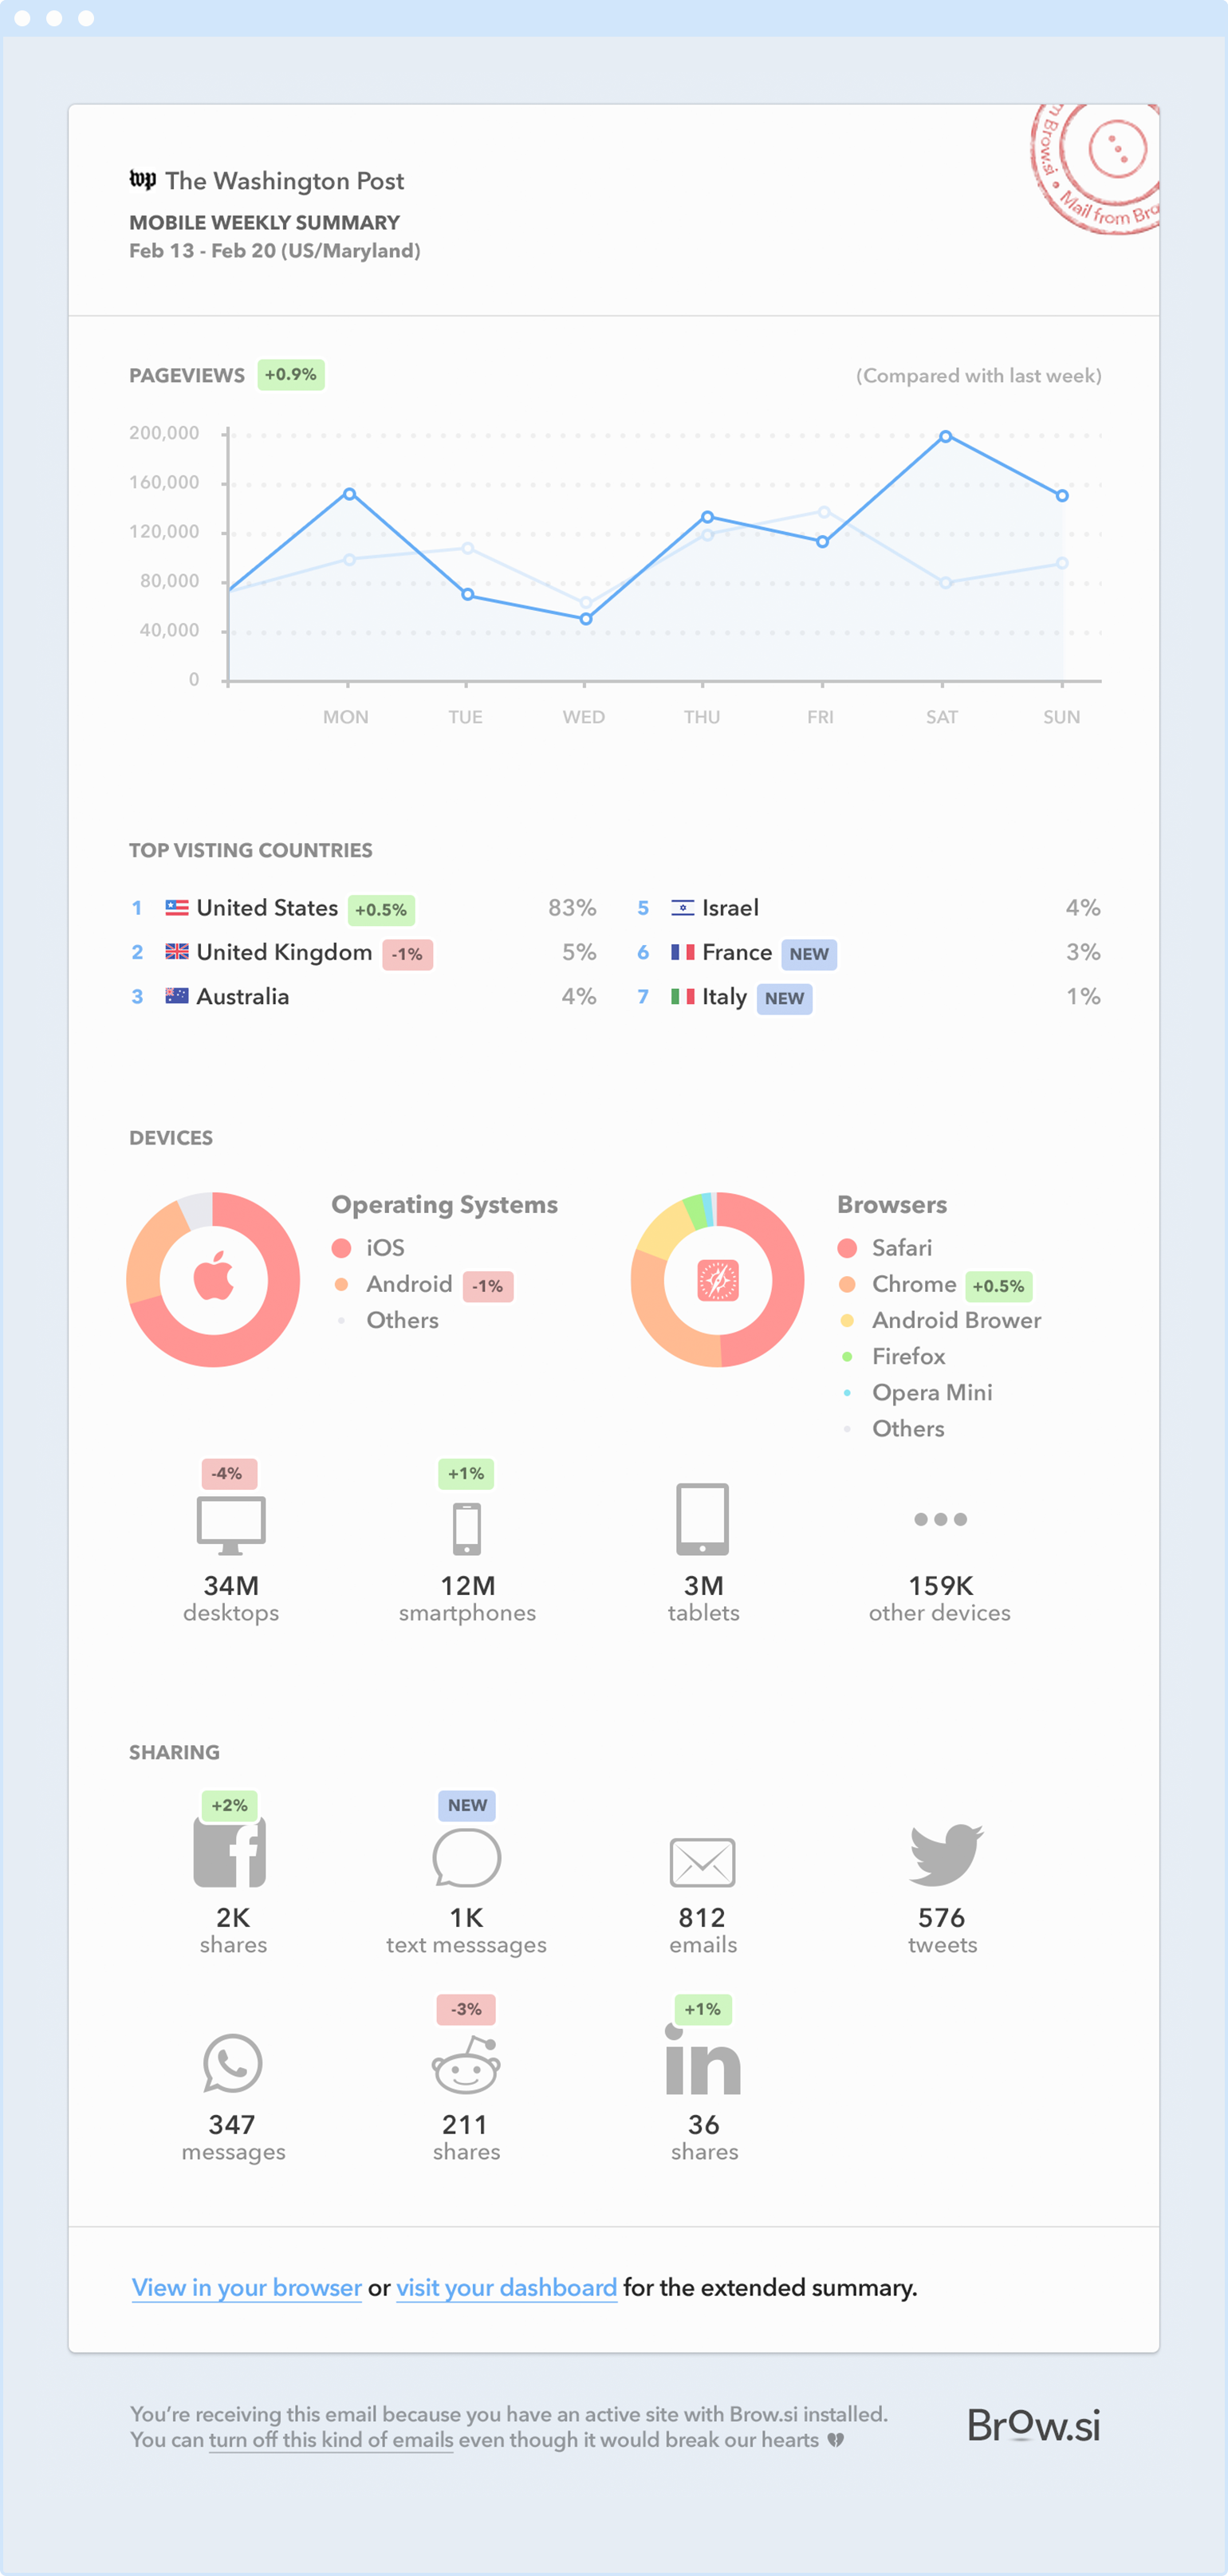 wp The Washington Post
MOBILE WEEKLY SUMMARY
Feb 13 - Feb 20 (US/Maryland)
m Brow.si • Mail from Bro
PAGEVIEWS +0.9% (Compared with last week)
200,000
160,000
120,000
80,000
40,000
0
MON TUE WED THU FRI SAT SUN
TOP VISTING COUNTRIES
1 United States +0.5% 83%
2 United Kingdom -1% 5%
3 Australia 4%
5 Israel 4%
6 France NEW 3%
7 Italy NEW 1%
DEVICES
Operating Systems
iOS
Android -1%
Others
Browsers
Safari
Chrome +0.5%
Android Brower
Firefox
Opera Mini
Others
-4% +1%
34M 12M 3M 159K
desktops smartphones tablets other devices
SHARING
+2% NEW
2K 1K 812 576
shares text messsages emails tweets
-3% +1%
in
347 211 36
messages shares shares
View in your browser or visit your dashboard for the extended summary.
You're receiving this email because you have an active site with Brow.si installed.
You can turn off this kind of emails even though it would break our hearts
Brow.si